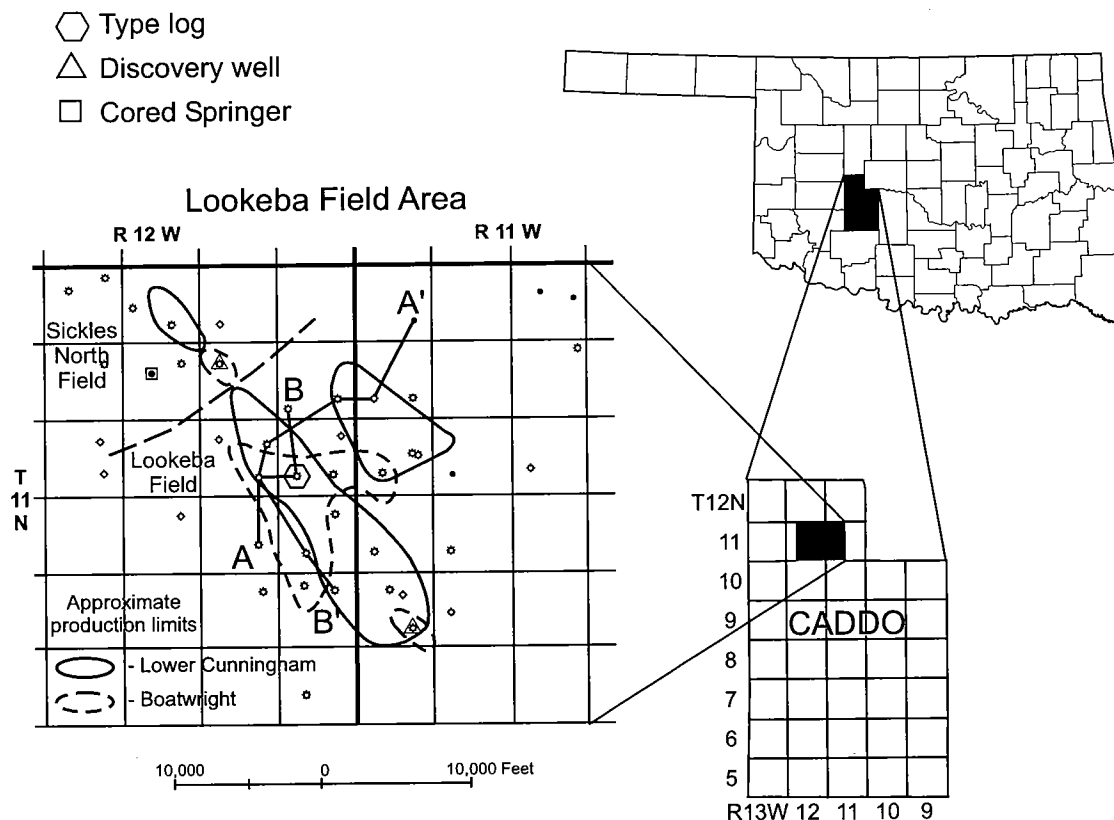 Type log
Discovery well
Cored Springer
Lookeba Field Area
R 12 W
R 11 W
A'
Sickles
North
Field
B
Lookeba
Field
T
11
N
A
B'
Approximate
production limits
- Lower Cunningham
- Boatwright
10,000
0
10,000 Feet
T12N
11
10
9
CADDO
8
7
6
5
R13W 12 11 10 9